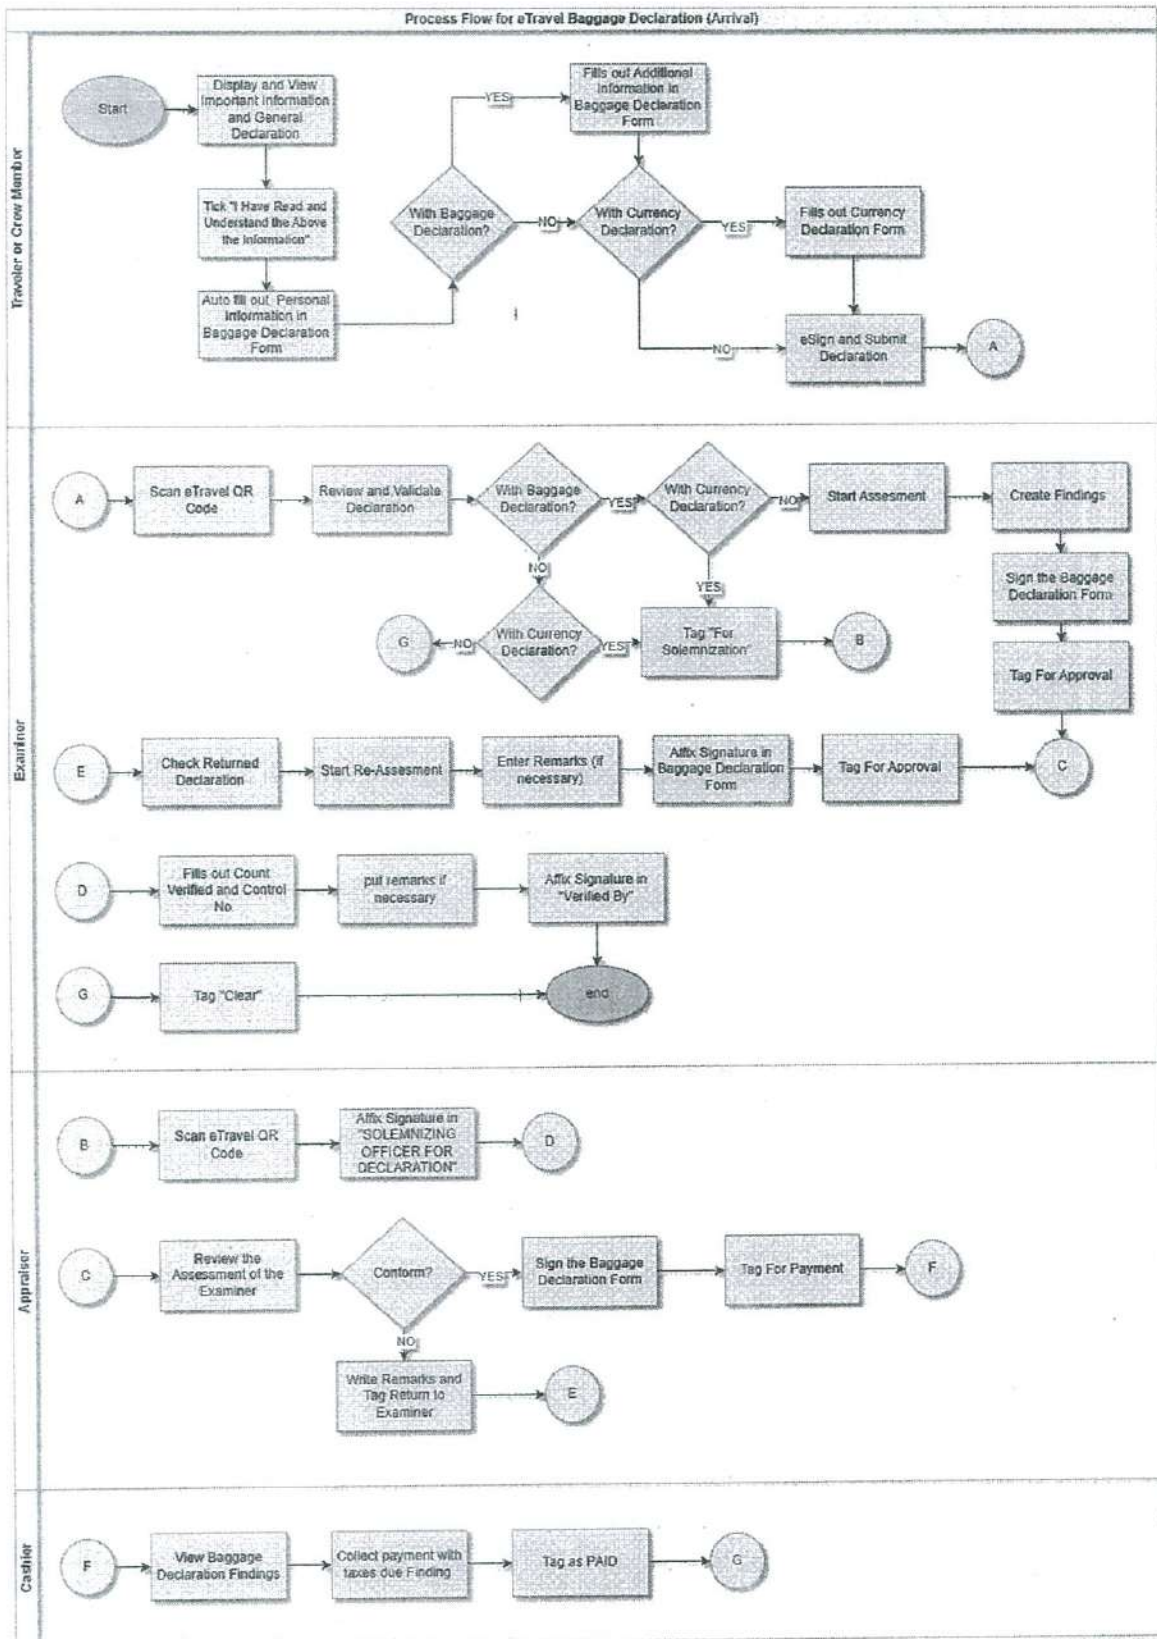 Process Flow for eTravel Baggage Declaration (Arrival)
Traveler or Crew Member
Start
Display and View
Important Information
and General
Declaration
Tick "I Have Read and
Understand the Above
the Information"
Auto fill out Personal
Information in
Baggage Declaration
Form
With Baggage
Declaration?
YES
NO
Fills out Additional
Information in
Baggage Declaration
Form
With Currency
Declaration?
YES
NO
Fills out Currency
Declaration Form
eSign and Submit
Declaration
A
Examiner
A
Scan eTravel QR
Code
Review and Validate
Declaration
With Baggage
Declaration?
YES
NO
With Currency
Declaration?
NO
YES
Start Assesment
Create Findings
Sign the Baggage
Declaration Form
Tag For Approval
G
NO
With Currency
Declaration?
YES
Tag "For
Solemnization"
B
E
Check Returned
Declaration
Start Re-Assesment
Enter Remarks (if
necessary)
Affix Signature in
Baggage Declaration
Form
Tag For Approval
C
D
Fills out Count
Verified and Control
No.
put remarks if
necessary
Affix Signature in
"Verified By"
G
Tag "Clear"
end
Appraiser
B
Scan eTravel QR
Code
Affix Signature in
"SOLEMNIZING
OFFICER FOR
DECLARATION"
D
C
Review the
Assessment of the
Examiner
Conform?
YES
NO
Sign the Baggage
Declaration Form
Tag For Payment
F
Write Remarks and
Tag Return to
Examiner
E
Cashier
F
View Baggage
Declaration Findings
Collect payment with
taxes due Finding
Tag as PAID
G